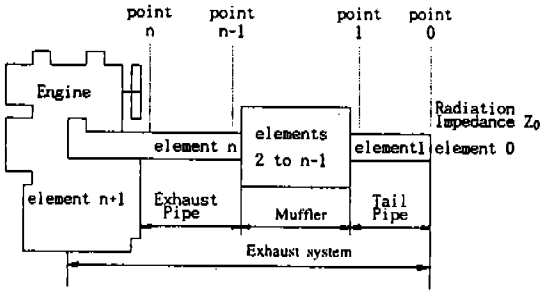 point
n
point
n-1
point
1
point
0
Engine
Radiation
Impedance Z0
element n
elements
2 to n-1
element1
element 0
element n+1
Exhaust
Pipe
Muffler
Tail
Pipe
Exhaust system